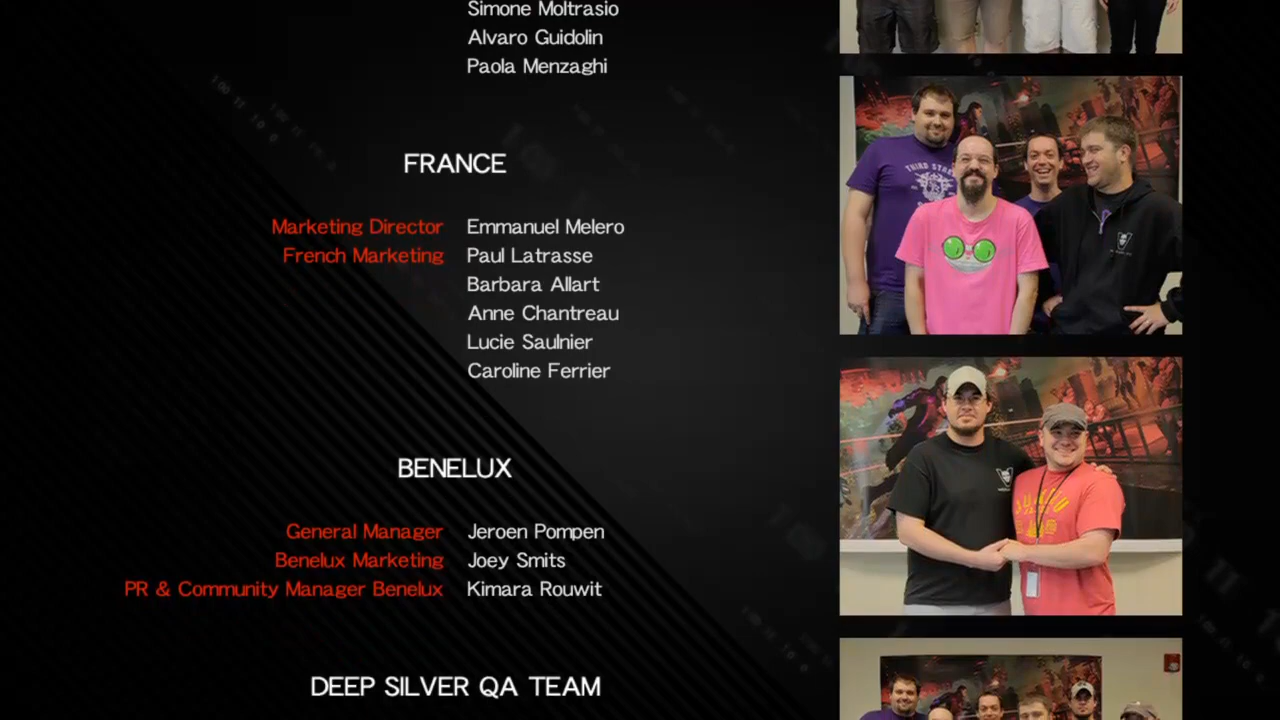 Simone Moltrasio
Alvaro Guidolin
Paola Menzaghi
FRANCE
Marketing Director Emmanuel Melero
French Marketing Paul Latrasse
Barbara Allart
Anne Chantreau
Lucie Saulnier
Caroline Ferrier
BENELUX
General Manager Jeroen Pompen
Benelux Marketing Joey Smits
PR & Community Manager Benelux Kimara Rouwit
DEEP SILVER QA TEAM
THIRD STR